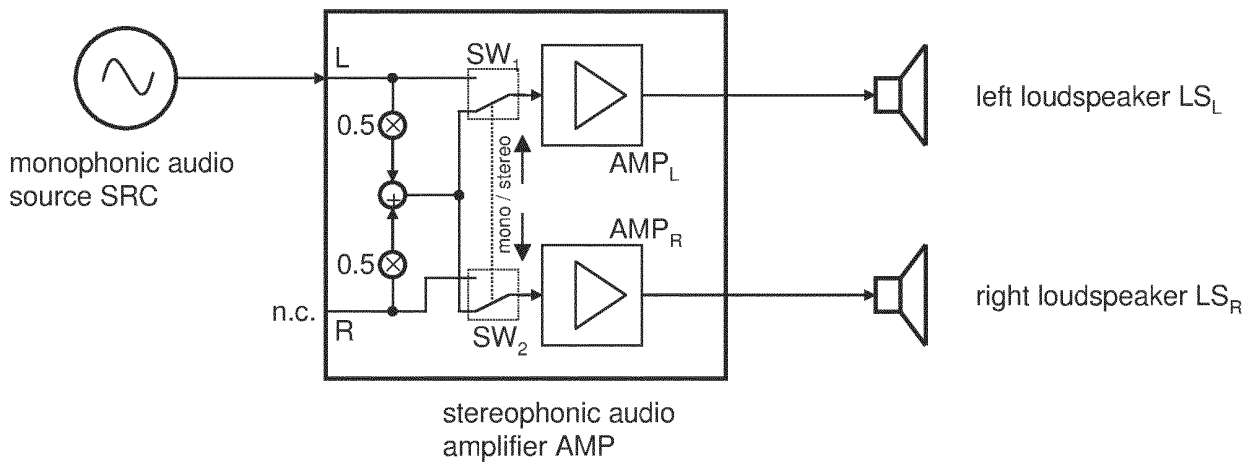 L
SW1
0.5
left loudspeaker LSL
monophonic audio
source SRC
AMPL
mono / stereo
AMPR
0.5
n.c.
R
SW2
right loudspeaker LSR
stereophonic audio
amplifier AMP